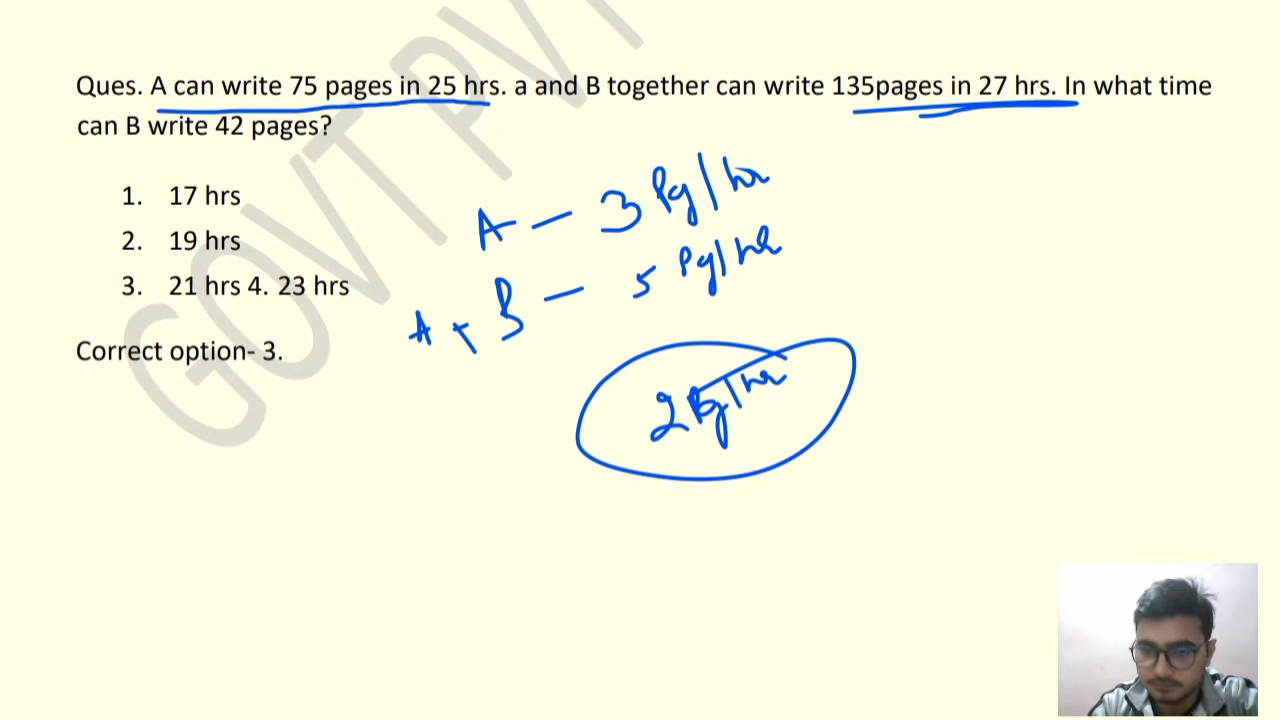 Ques. A can write 75 pages in 25 hrs. a and B together can write 135pages in 27 hrs. In what time
can B write 42 pages?
1. 17 hrs
2. 19 hrs
3. 21 hrs 4. 23 hrs
Correct option- 3.
A – 3 Pg/hr
A + B – 5 Pg/hr
2 Pg/hr
GOVT PVT